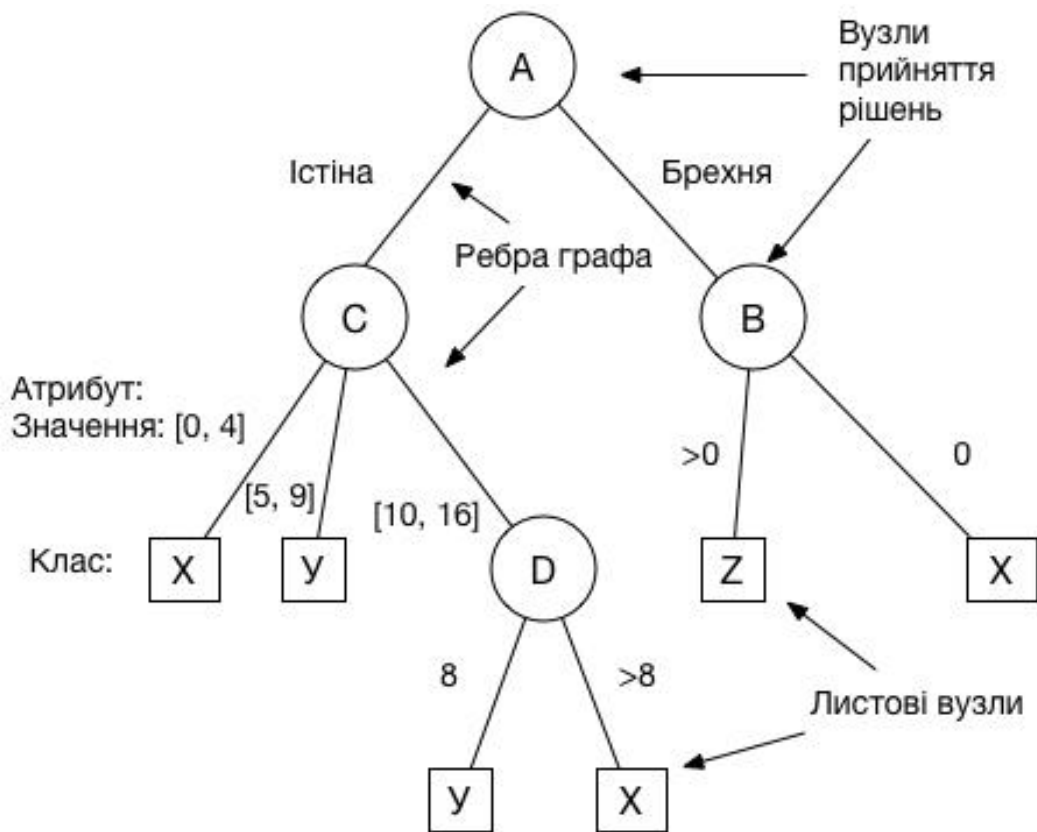 A
Вузли
прийняття
рішень
Істіна
Брехня
Ребра графа
C
B
Атрибут:
Значення: [0, 4]
[5, 9]
[10, 16]
>0
0
Клас:
X
У
D
Z
X
8
>8
Листові вузли
У
X